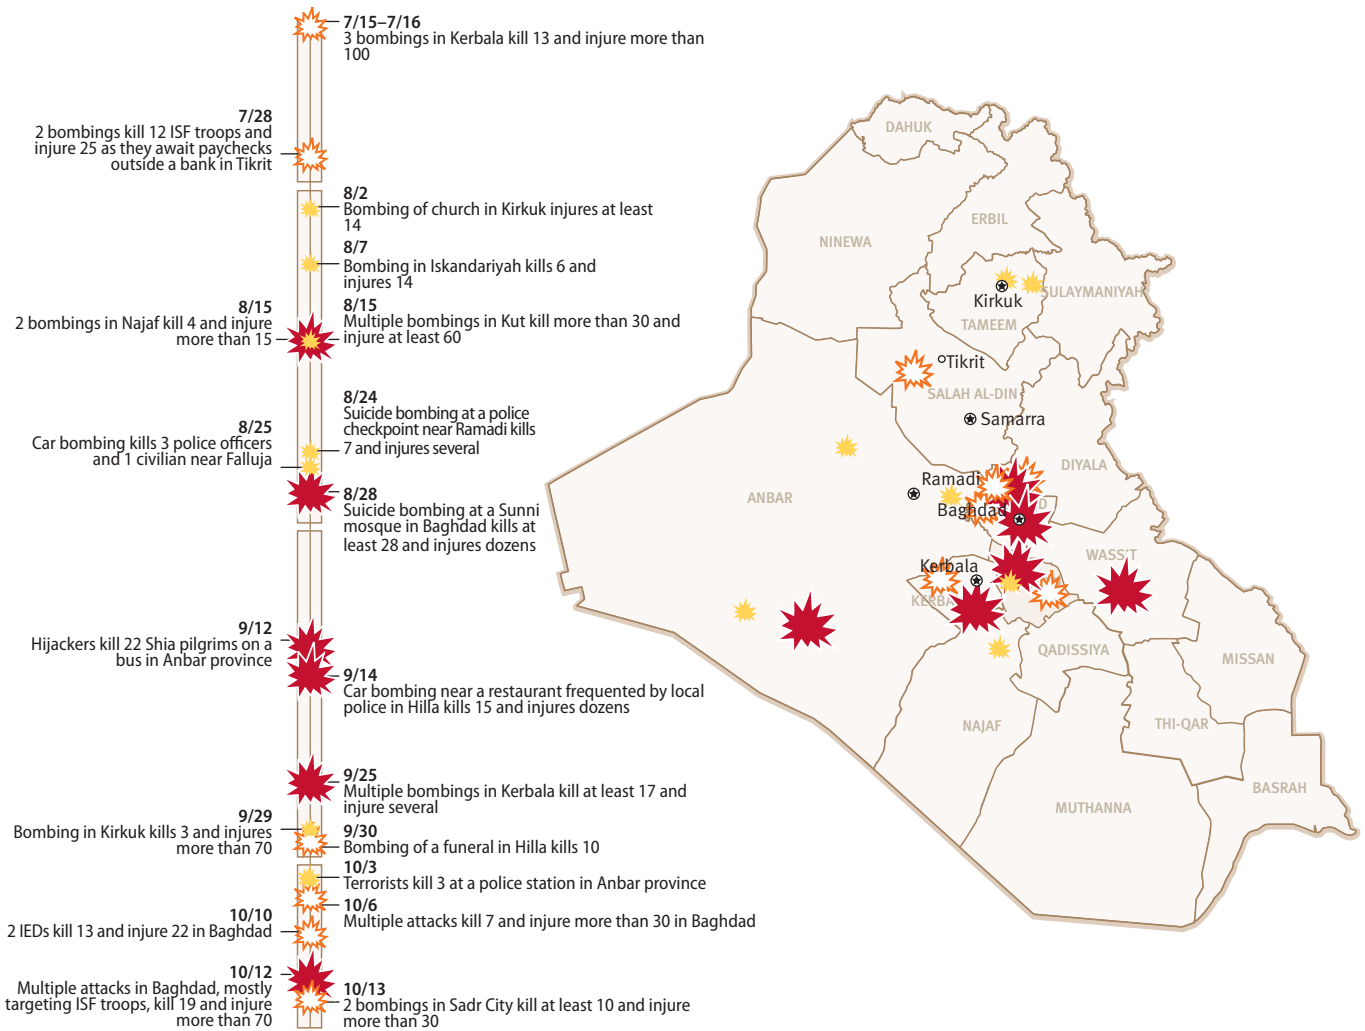 7/15–7/16
3 bombings in Kerbala kill 13 and injure more than
100
7/28
2 bombings kill 12 ISF troops and
injure 25 as they await paychecks
outside a bank in Tikrit
8/2
Bombing of church in Kirkuk injures at least
14
8/7
Bombing in Iskandariyah kills 6 and
injures 14
8/15
2 bombings in Najaf kill 4 and injure
more than 15
8/15
Multiple bombings in Kut kill more than 30 and
injure at least 60
8/24
Suicide bombing at a police
checkpoint near Ramadi kills
7 and injures several
8/25
Car bombing kills 3 police officers
and 1 civilian near Falluja
8/28
Suicide bombing at a Sunni
mosque in Baghdad kills at
least 28 and injures dozens
9/12
Hijackers kill 22 Shia pilgrims on a
bus in Anbar province
9/14
Car bombing near a restaurant frequented by local
police in Hilla kills 15 and injures dozens
9/25
Multiple bombings in Kerbala kill at least 17 and
injure several
9/29
Bombing in Kirkuk kills 3 and injures
more than 70
9/30
Bombing of a funeral in Hilla kills 10
10/3
Terrorists kill 3 at a police station in Anbar province
10/6
Multiple attacks kill 7 and injure more than 30 in Baghdad
10/10
2 IEDs kill 13 and injure 22 in Baghdad
10/12
Multiple attacks in Baghdad, mostly
targeting ISF troops, kill 19 and injure
more than 70
10/13
2 bombings in Sadr City kill at least 10 and injure
more than 30
DAHUK
ERBIL
NINEWA
SULAYMANIYAH
Kirkuk
TAMEEM
Tikrit
SALAH AL-DIN
Samarra
DIYALA
Ramadi
ANBAR
Baghdad
WASS'T
Kerbala
QADISSIYA
MISSAN
NAJAF
THI-QAR
BASRAH
MUTHANNA